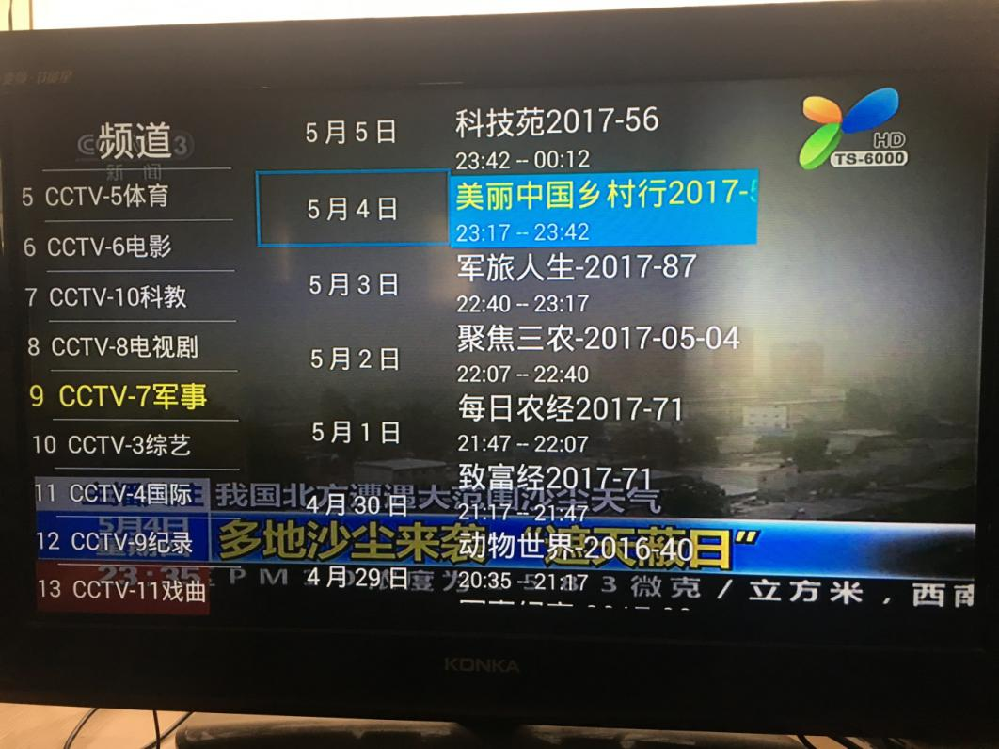 频道
新闻
5 CCTV-5体育
6 CCTV-6电影
7 CCTV-10科教
8 CCTV-8电视剧
9 CCTV-7军事
10 CCTV-3综艺
11 CCTV-4国际
12 CCTV-9纪录
13 CCTV-11戏曲
5月5日
5月4日
5月3日
5月2日
5月1日
4月30日
4月29日
科技苑2017-56
23:42 -- 00:12
美丽中国乡村行2017-
23:17 -- 23:42
军旅人生-2017-87
22:40 -- 23:17
聚焦三农-2017-05-04
22:07 -- 22:40
每日农经2017-71
21:47 -- 22:07
致富经2017-71
21:17 -- 21:47
动物世界-2016-40
20:35 -- 21:17
HD
TS-6000
我国北方遭遇大范围沙尘天气
5月4日
星期四
多地沙尘来袭 “遮天蔽日”
23:35
583微克/立方米，西南
KONKA